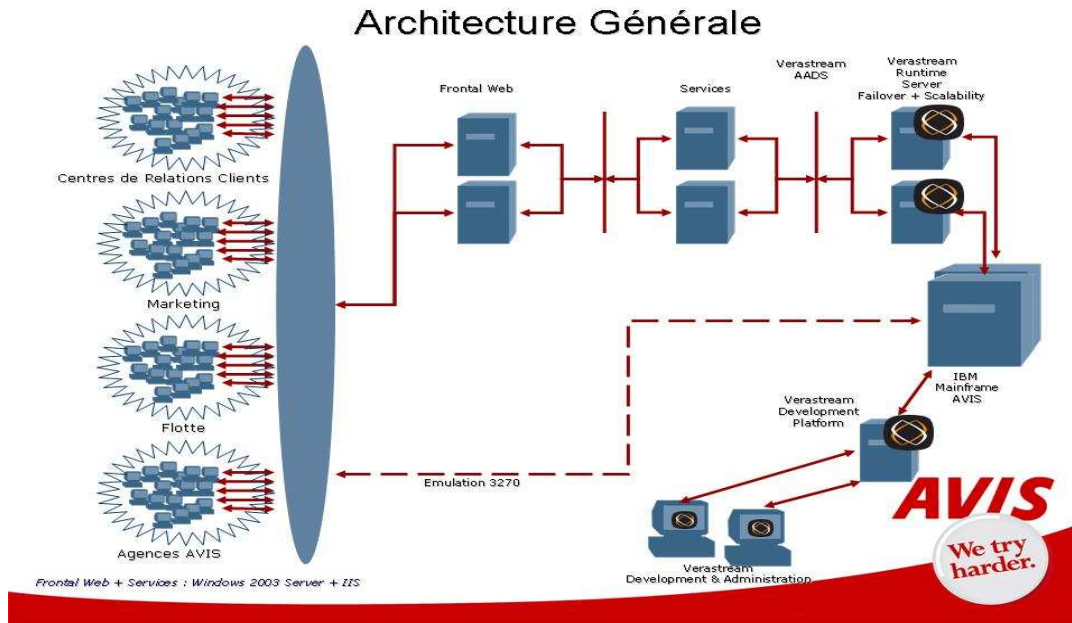 Architecture Générale
Frontal Web
Services
Verastream
AADS
Verastream
Runtime
Server
Failover + Scalability
Centres de Relations Clients
Marketing
Flotte
Agences AVIS
Emulation 3270
IBM
Mainframe
AVIS
Verastream
Development
Platform
Verastream
Development & Administration
AVIS
We try
harder.
Frontal Web + Services : Windows 2003 Server + IIS